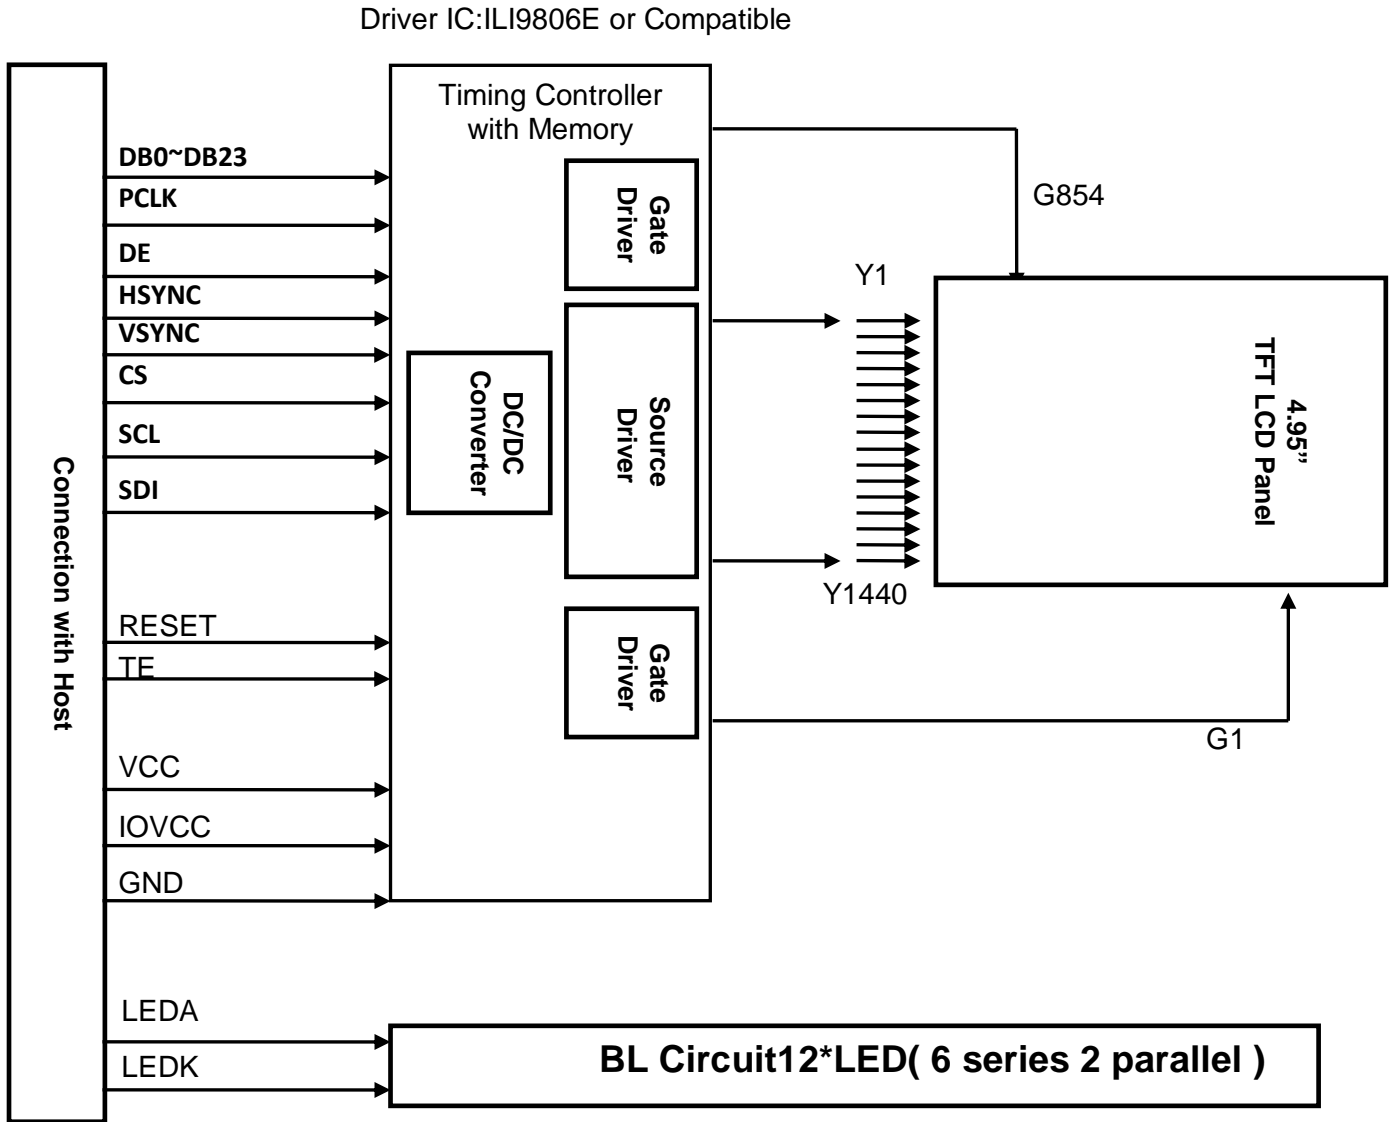 Driver IC:ILI9806E or Compatible
Timing Controller
with Memory
DB0~DB23
PCLK
DE
HSYNC
VSYNC
CS
SCL
SDI
RESET
TE
VCC
IOVCC
GND
LEDA
LEDK
Connection with Host
Gate
Driver
DC/DC
Converter
Source
Driver
Gate
Driver
G854
Y1
Y1440
G1
4.95”
TFT LCD Panel
BL Circuit12*LED( 6 series 2 parallel )